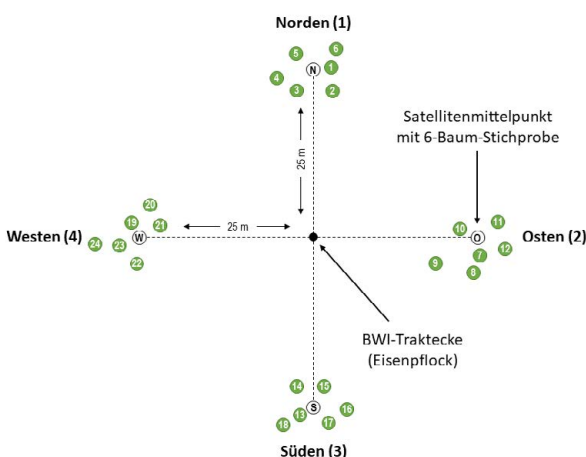 Norden (1)
5
6
N
1
4
3
2
25 m
Satellitenmittelpunkt
mit 6-Baum-Stichprobe
20
19
21
25 m
Westen (4)
24
23
W
22
10
11
O
Osten (2)
7
12
9
8
BWI-Traktecke
(Eisenpflock)
14
15
13
S
16
18
17
Süden (3)